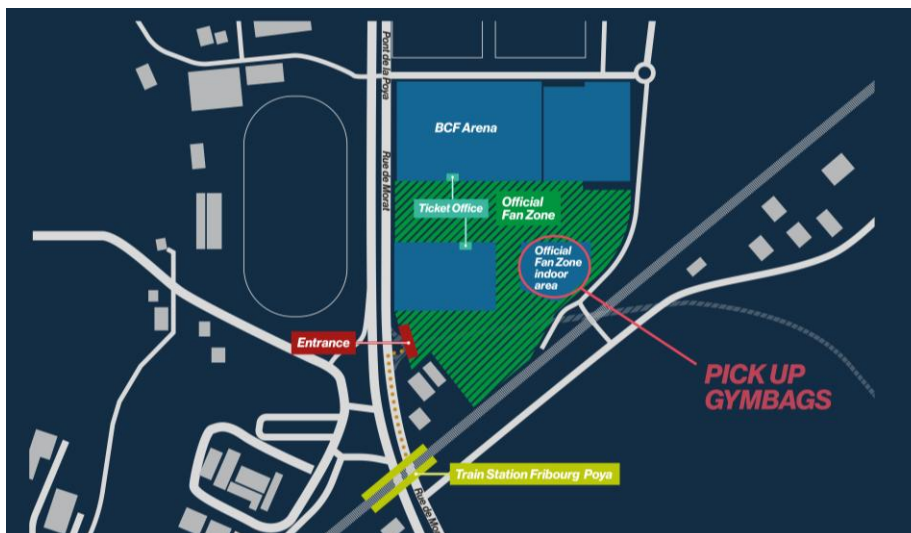 Pont de la Poya
BCF Arena
Rue de Morat
Ticket Office
Official
Fan Zone
Official
Fan Zone
indoor
area
Entrance
PICK UP
GYMBAGS
Train Station Fribourg Poya
Rue de Mo